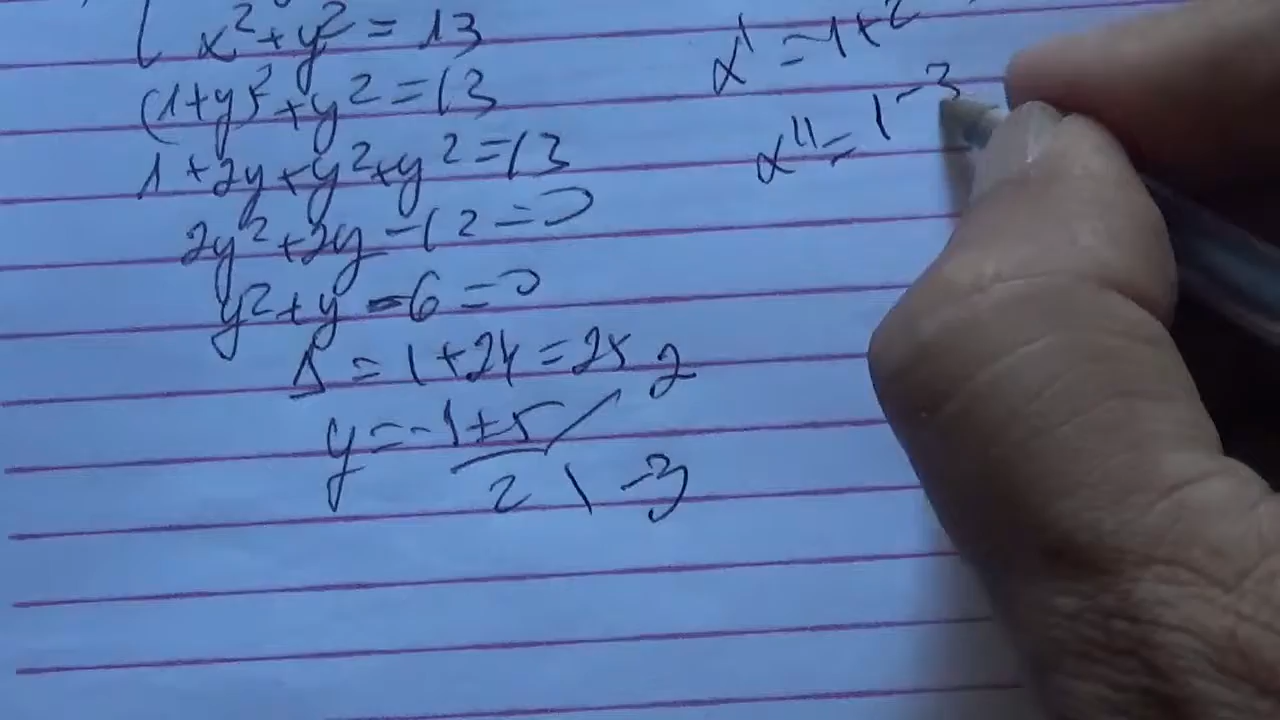 x²+y²=13
(1+y)²+y²=13
1+2y+y²+y²=13
2y²+2y-12=0
y²+y-6=0
Δ=1+24=25
y=-1±5/2
2
-3
x'=1+2
x''=1-3